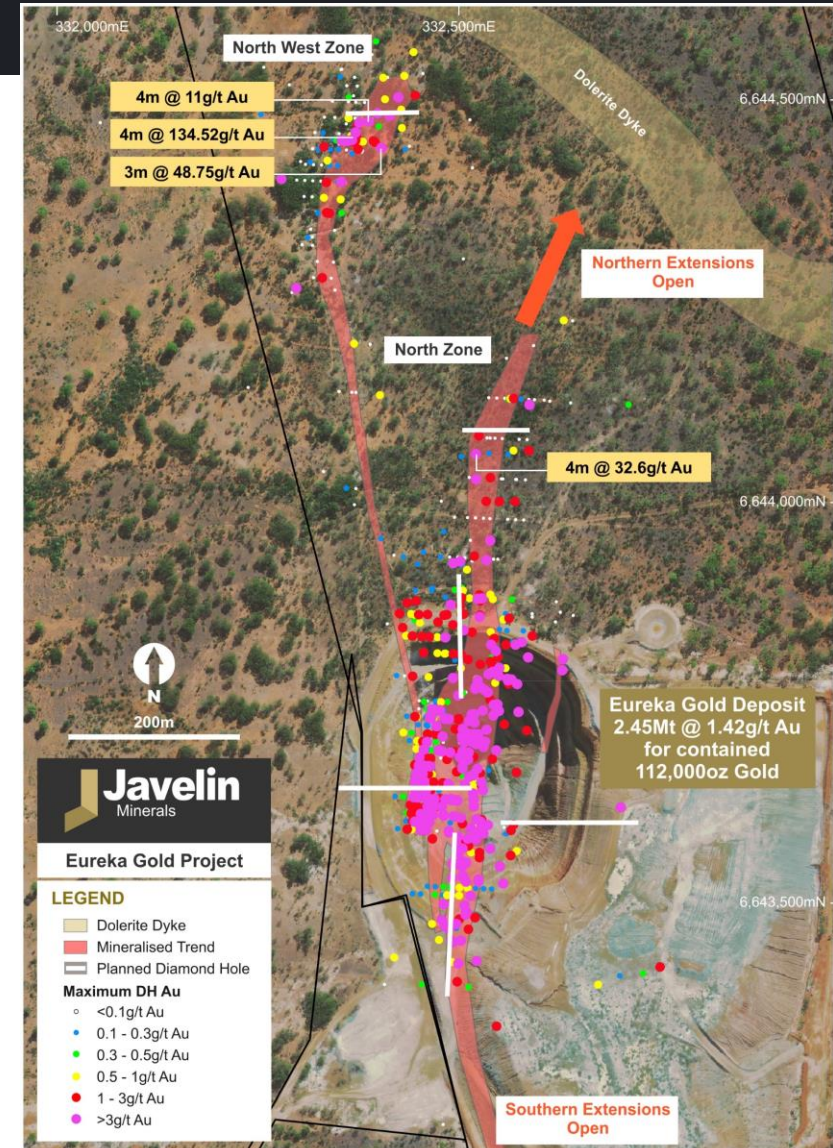 332,000mE
332,500mE
North West Zone
Dolerite Dyke
6,644,500mN
4m @ 11g/t Au
4m @ 134.52g/t Au
3m @ 48.75g/t Au
Northern Extensions
Open
North Zone
4m @ 32.6g/t Au
6,644,000mN
N
200m
Eureka Gold Deposit
2.45Mt @ 1.42g/t Au
for contained
112,000oz Gold
Javelin
Minerals
Eureka Gold Project
6,643,500mN
LEGEND
Dolerite Dyke
Mineralised Trend
Planned Diamond Hole
Maximum DH Au
<0.1g/t Au
0.1 - 0.3g/t Au
0.3 - 0.5g/t Au
0.5 - 1g/t Au
1 - 3g/t Au
>3g/t Au
Southern Extensions
Open